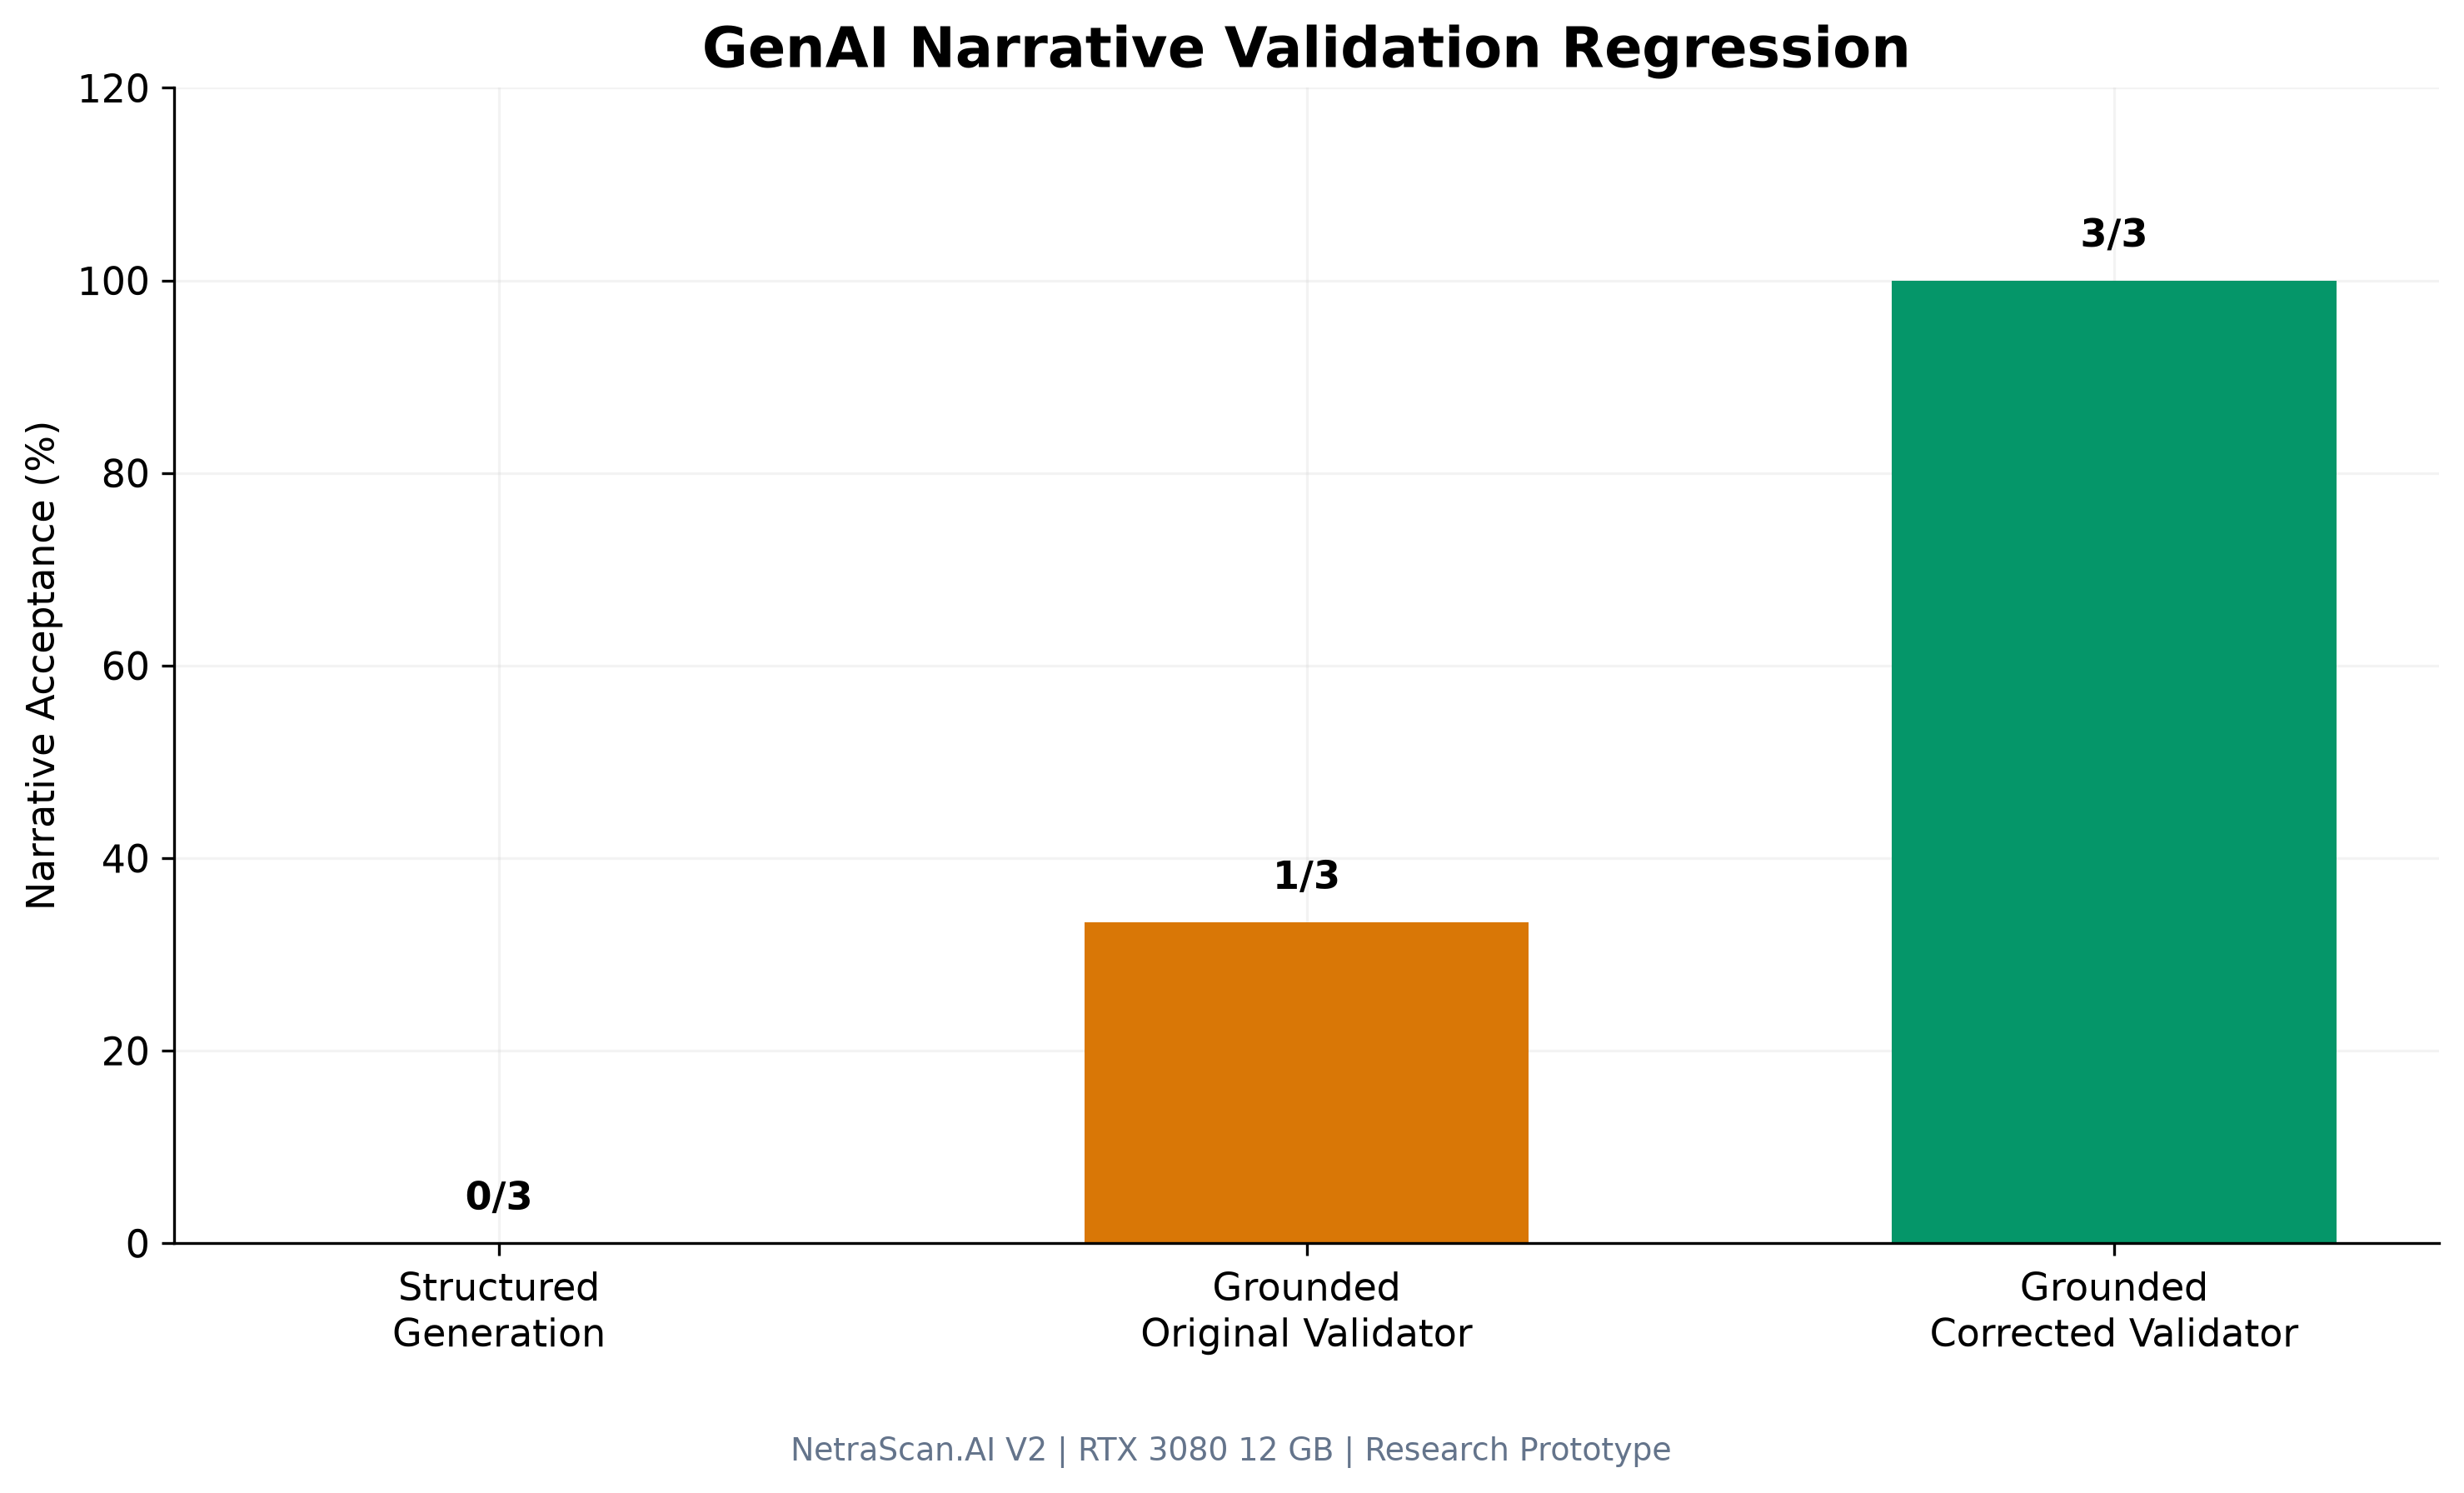 GenAI Narrative Validation Regression
Narrative Acceptance (%)
120
100
80
60
40
20
0
0/3
1/3
3/3
Structured
Generation
Grounded
Original Validator
Grounded
Corrected Validator
NetraScan.AI V2 | RTX 3080 12 GB | Research Prototype